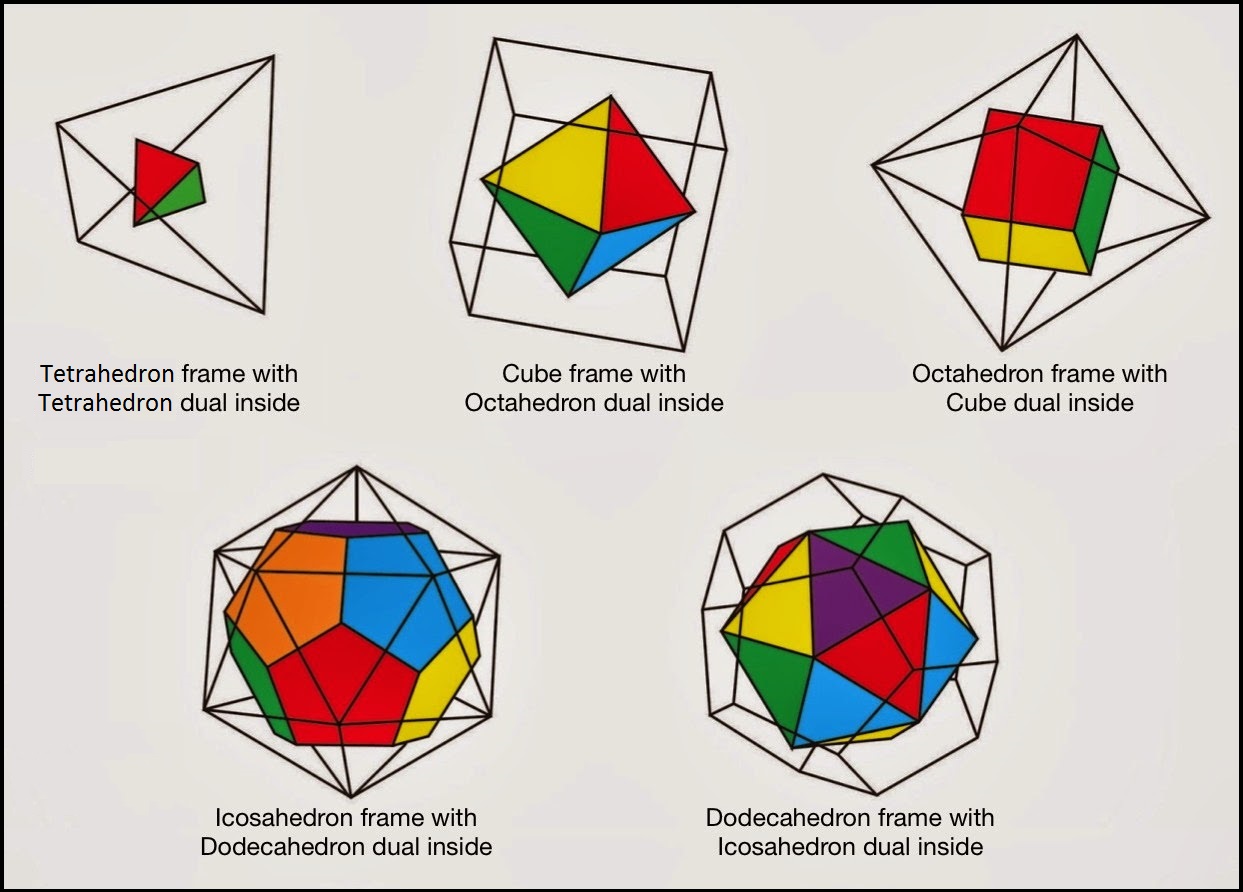 Tetrahedron frame with
Tetrahedron dual inside
Cube frame with
Octahedron dual inside
Octahedron frame with
Cube dual inside
Icosahedron frame with
Dodecahedron dual inside
Dodecahedron frame with
Icosahedron dual inside